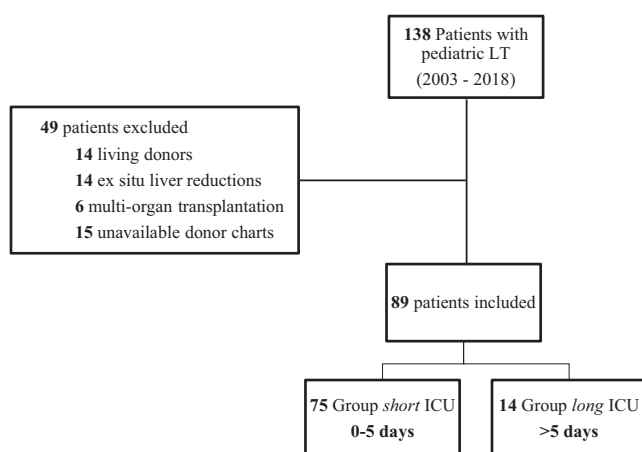 138 Patients with
pediatric LT
(2003 - 2018)
49 patients excluded
14 living donors
14 ex situ liver reductions
6 multi-organ transplantation
15 unavailable donor charts
89 patients included
75 Group short ICU
0-5 days
14 Group long ICU
>5 days